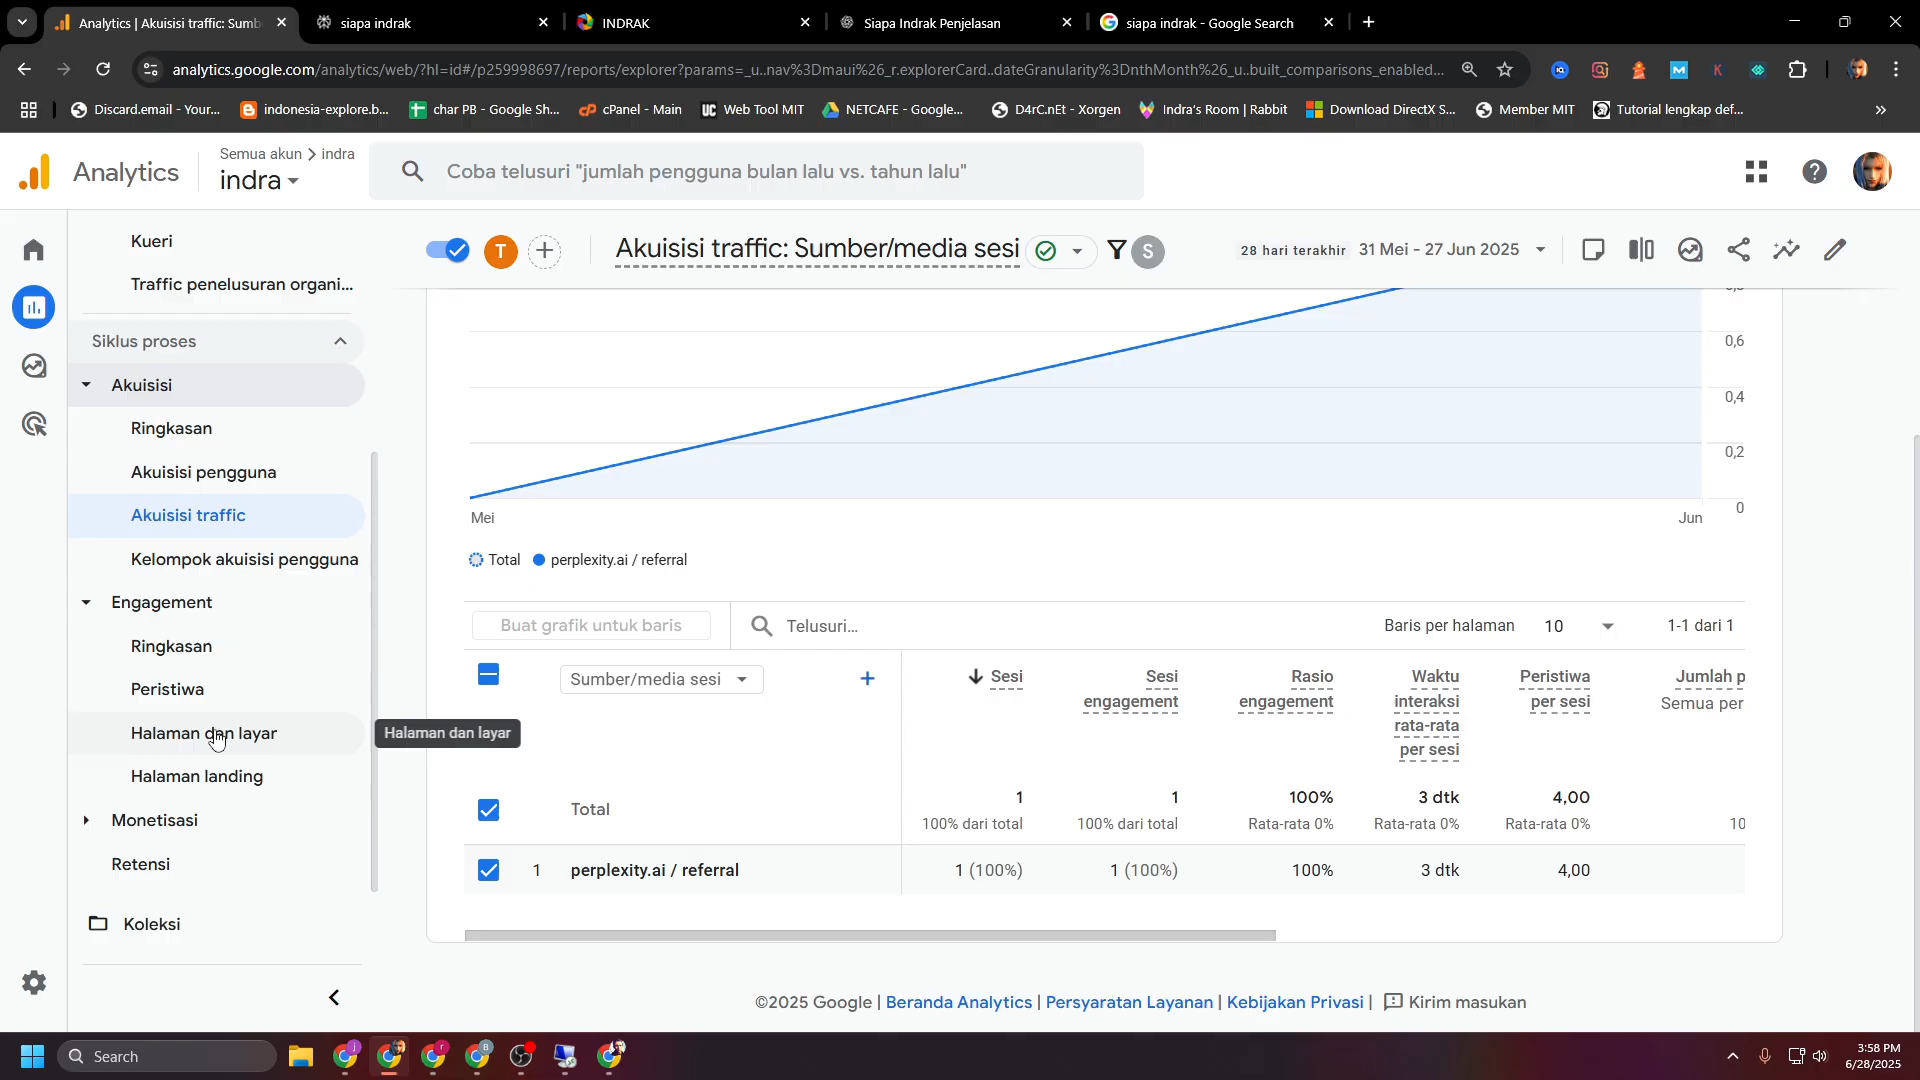 Analytics | Akuisisi traffic: Sumb
siapa indrak
INDRAK
Siapa Indrak Penjelasan
siapa indrak - Google Search
analytics.google.com/analytics/web/?hl=id#/p259998697/reports/explorer?params=_u..nav%3Dmaui%26_r.explorerCard..dateGranularity%3DnthMonth%26_u..built_comparisons_enabled...
Discard.email - Your...
indonesia-explore.b...
char PB - Google Sh...
cPanel - Main
Web Tool MIT
NETCAFE - Google...
D4rC.nEt - Xorgen
Indra's Room | Rabbit
Download DirectX S...
Member MIT
Tutorial lengkap def...
Analytics
Semua akun > indra
indra
Coba telusuri "jumlah pengguna bulan lalu vs. tahun lalu"
Kueri
Traffic penelusuran organi...
Siklus proses
Akuisisi
Ringkasan
Akuisisi pengguna
Akuisisi traffic
Kelompok akuisisi pengguna
Engagement
Ringkasan
Peristiwa
Halaman dan layar
Halaman dan layar
Halaman landing
Monetisasi
Retensi
Koleksi
T
Akuisisi traffic: Sumber/media sesi
S
28 hari terakhir 31 Mei - 27 Jun 2025
0,6
0,4
0,2
0
Mei
Jun
Total
perplexity.ai / referral
Buat grafik untuk baris
Telusuri...
Baris per halaman 10
1-1 dari 1
Sumber/media sesi
Sesi
Sesi engagement
Rasio engagement
Waktu interaksi rata-rata per sesi
Peristiwa per sesi
Jumlah p
Semua per
Total
1
1
100%
3 dtk
4,00
100% dari total
100% dari total
Rata-rata 0%
Rata-rata 0%
Rata-rata 0%
10
1 perplexity.ai / referral
1 (100%)
1 (100%)
100%
3 dtk
4,00
©2025 Google | Beranda Analytics | Persyaratan Layanan | Kebijakan Privasi | Kirim masukan
Search
3:58 PM
6/28/2025